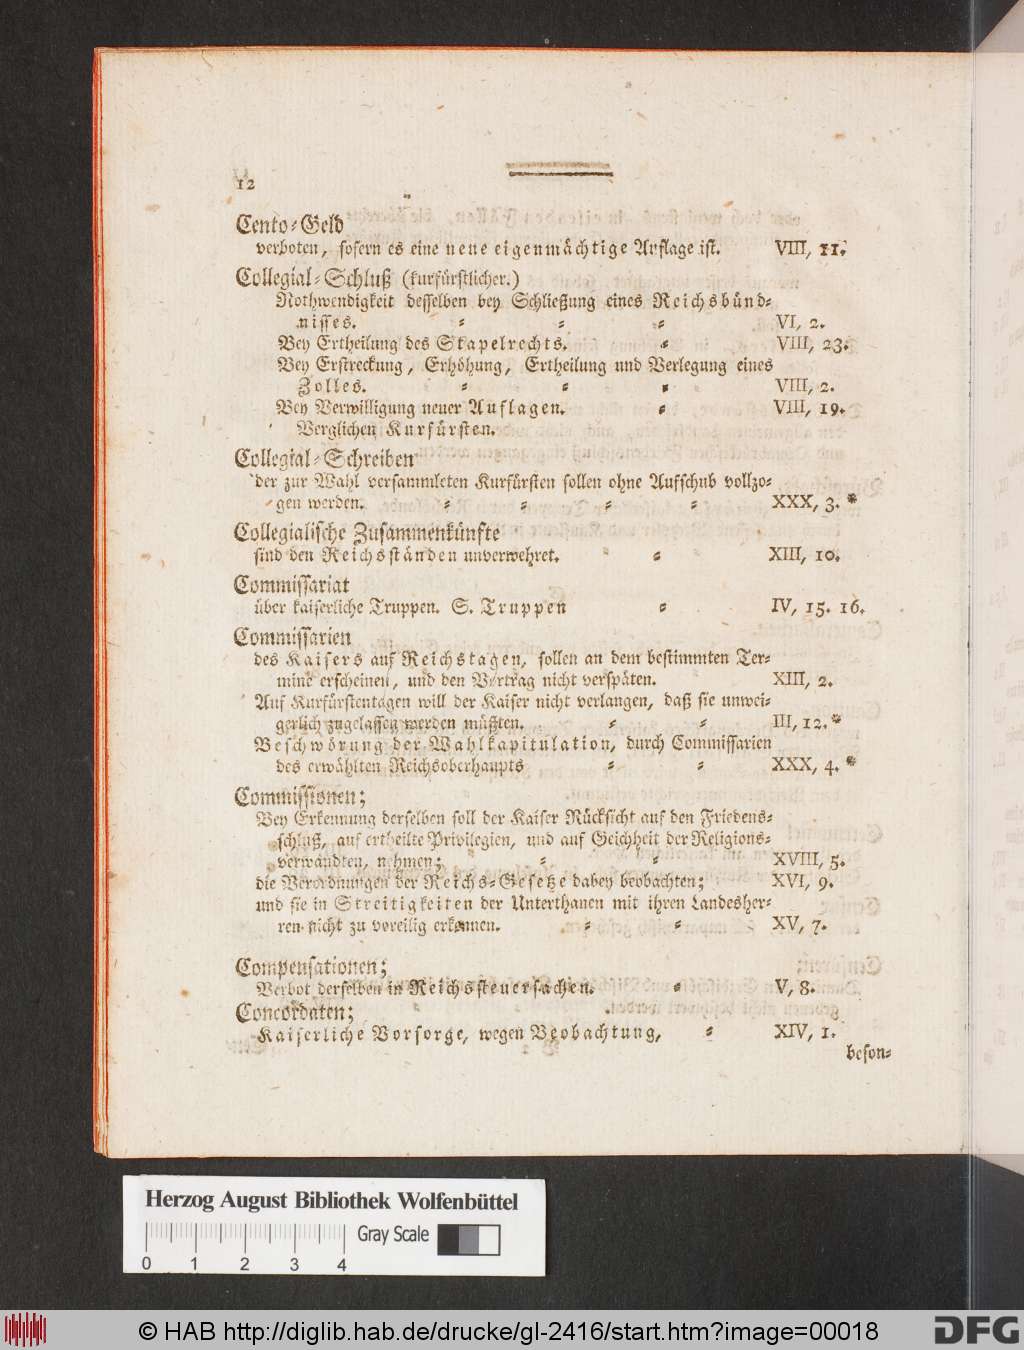 12
Cento-Geld
verboten, sofern es eine neue eigenmächtige Auflage ist. VIII, 11.
Collegial-Schluß (kurfürstlicher.)
Nothwendigkeit desselben bey Schließung eines Reichsbünd-
nisses. - - - VI, 2.
Bey Ertheilung des Stapelrechts. - VIII, 23.
Bey Erstreckung, Erhöhung, Ertheilung und Verlegung eines
Zolles. - - - VIII, 2.
Bey Verwilligung neuer Auflagen. - VIII, 19.
Verglichen Kurfürsten.
Collegial-Schreiben
der zur Wahl versammleten Kurfürsten sollen ohne Aufschub vollzo-
gen werden. - - - - XXX, 3. *
Collegialische Zusammenkünfte
sind den Reichsständen unverwehret. - XIII, 10.
Commissariat
über kaiserliche Truppen. S. Truppen - IV, 15. 16.
Commissarien
des Kaisers auf Reichstagen, sollen an dem bestimmten Ter-
mine erscheinen, und den Vortrag nicht verspäten. XIII, 2.
Auf Kurfürstentagen will der Kaiser nicht verlangen, daß sie unwei-
gerlich zugelassen werden müßten. - - III, 12. *
Beschwörung der Wahlkapitulation, durch Commissarien
des erwählten Reichsoberhaupts - - XXX, 4. *
Commissionen;
Bey Erkennung derselben soll der Kaiser Rücksicht auf den Friedens-
schluß, auf ertheilte Privilegien, und auf Geichheit der Religions-
verwandten, nehmen; - - XVIII, 5.
die Verordnungen der Reichs-Gesetze dabey beobachten; XVI, 9.
und sie in Streitigkeiten der Unterthanen mit ihren Landesher-
ren nicht zu voreilig erkennen. - - XV, 7.
Compensationen;
Verbot derselben in Reichssteuersachen. - V, 8.
Concordaten;
Kaiserliche Vorsorge, wegen Beobachtung, - XIV, 1.
beson-
Herzog August Bibliothek Wolfenbüttel
Gray Scale
0 1 2 3 4
© HAB http://diglib.hab.de/drucke/gl-2416/start.htm?image=00018
DFG